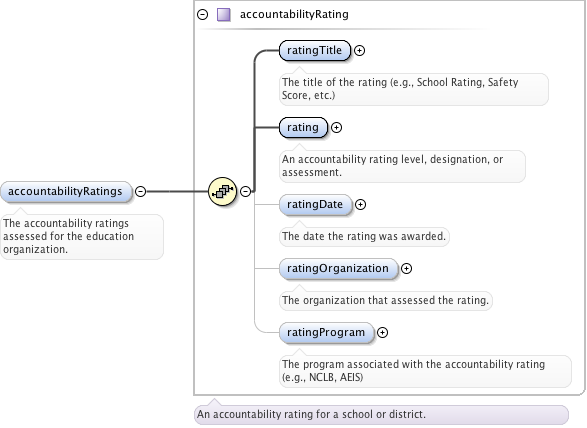 accountabilityRating
ratingTitle
The title of the rating (e.g., School Rating, Safety
Score, etc.)
rating
An accountability rating level, designation, or
assessment.
accountabilityRatings
The accountability ratings
assessed for the education
organization.
ratingDate
The date the rating was awarded.
ratingOrganization
The organization that assessed the rating.
ratingProgram
The program associated with the accountability rating
(e.g., NCLB, AEIS)
An accountability rating for a school or district.